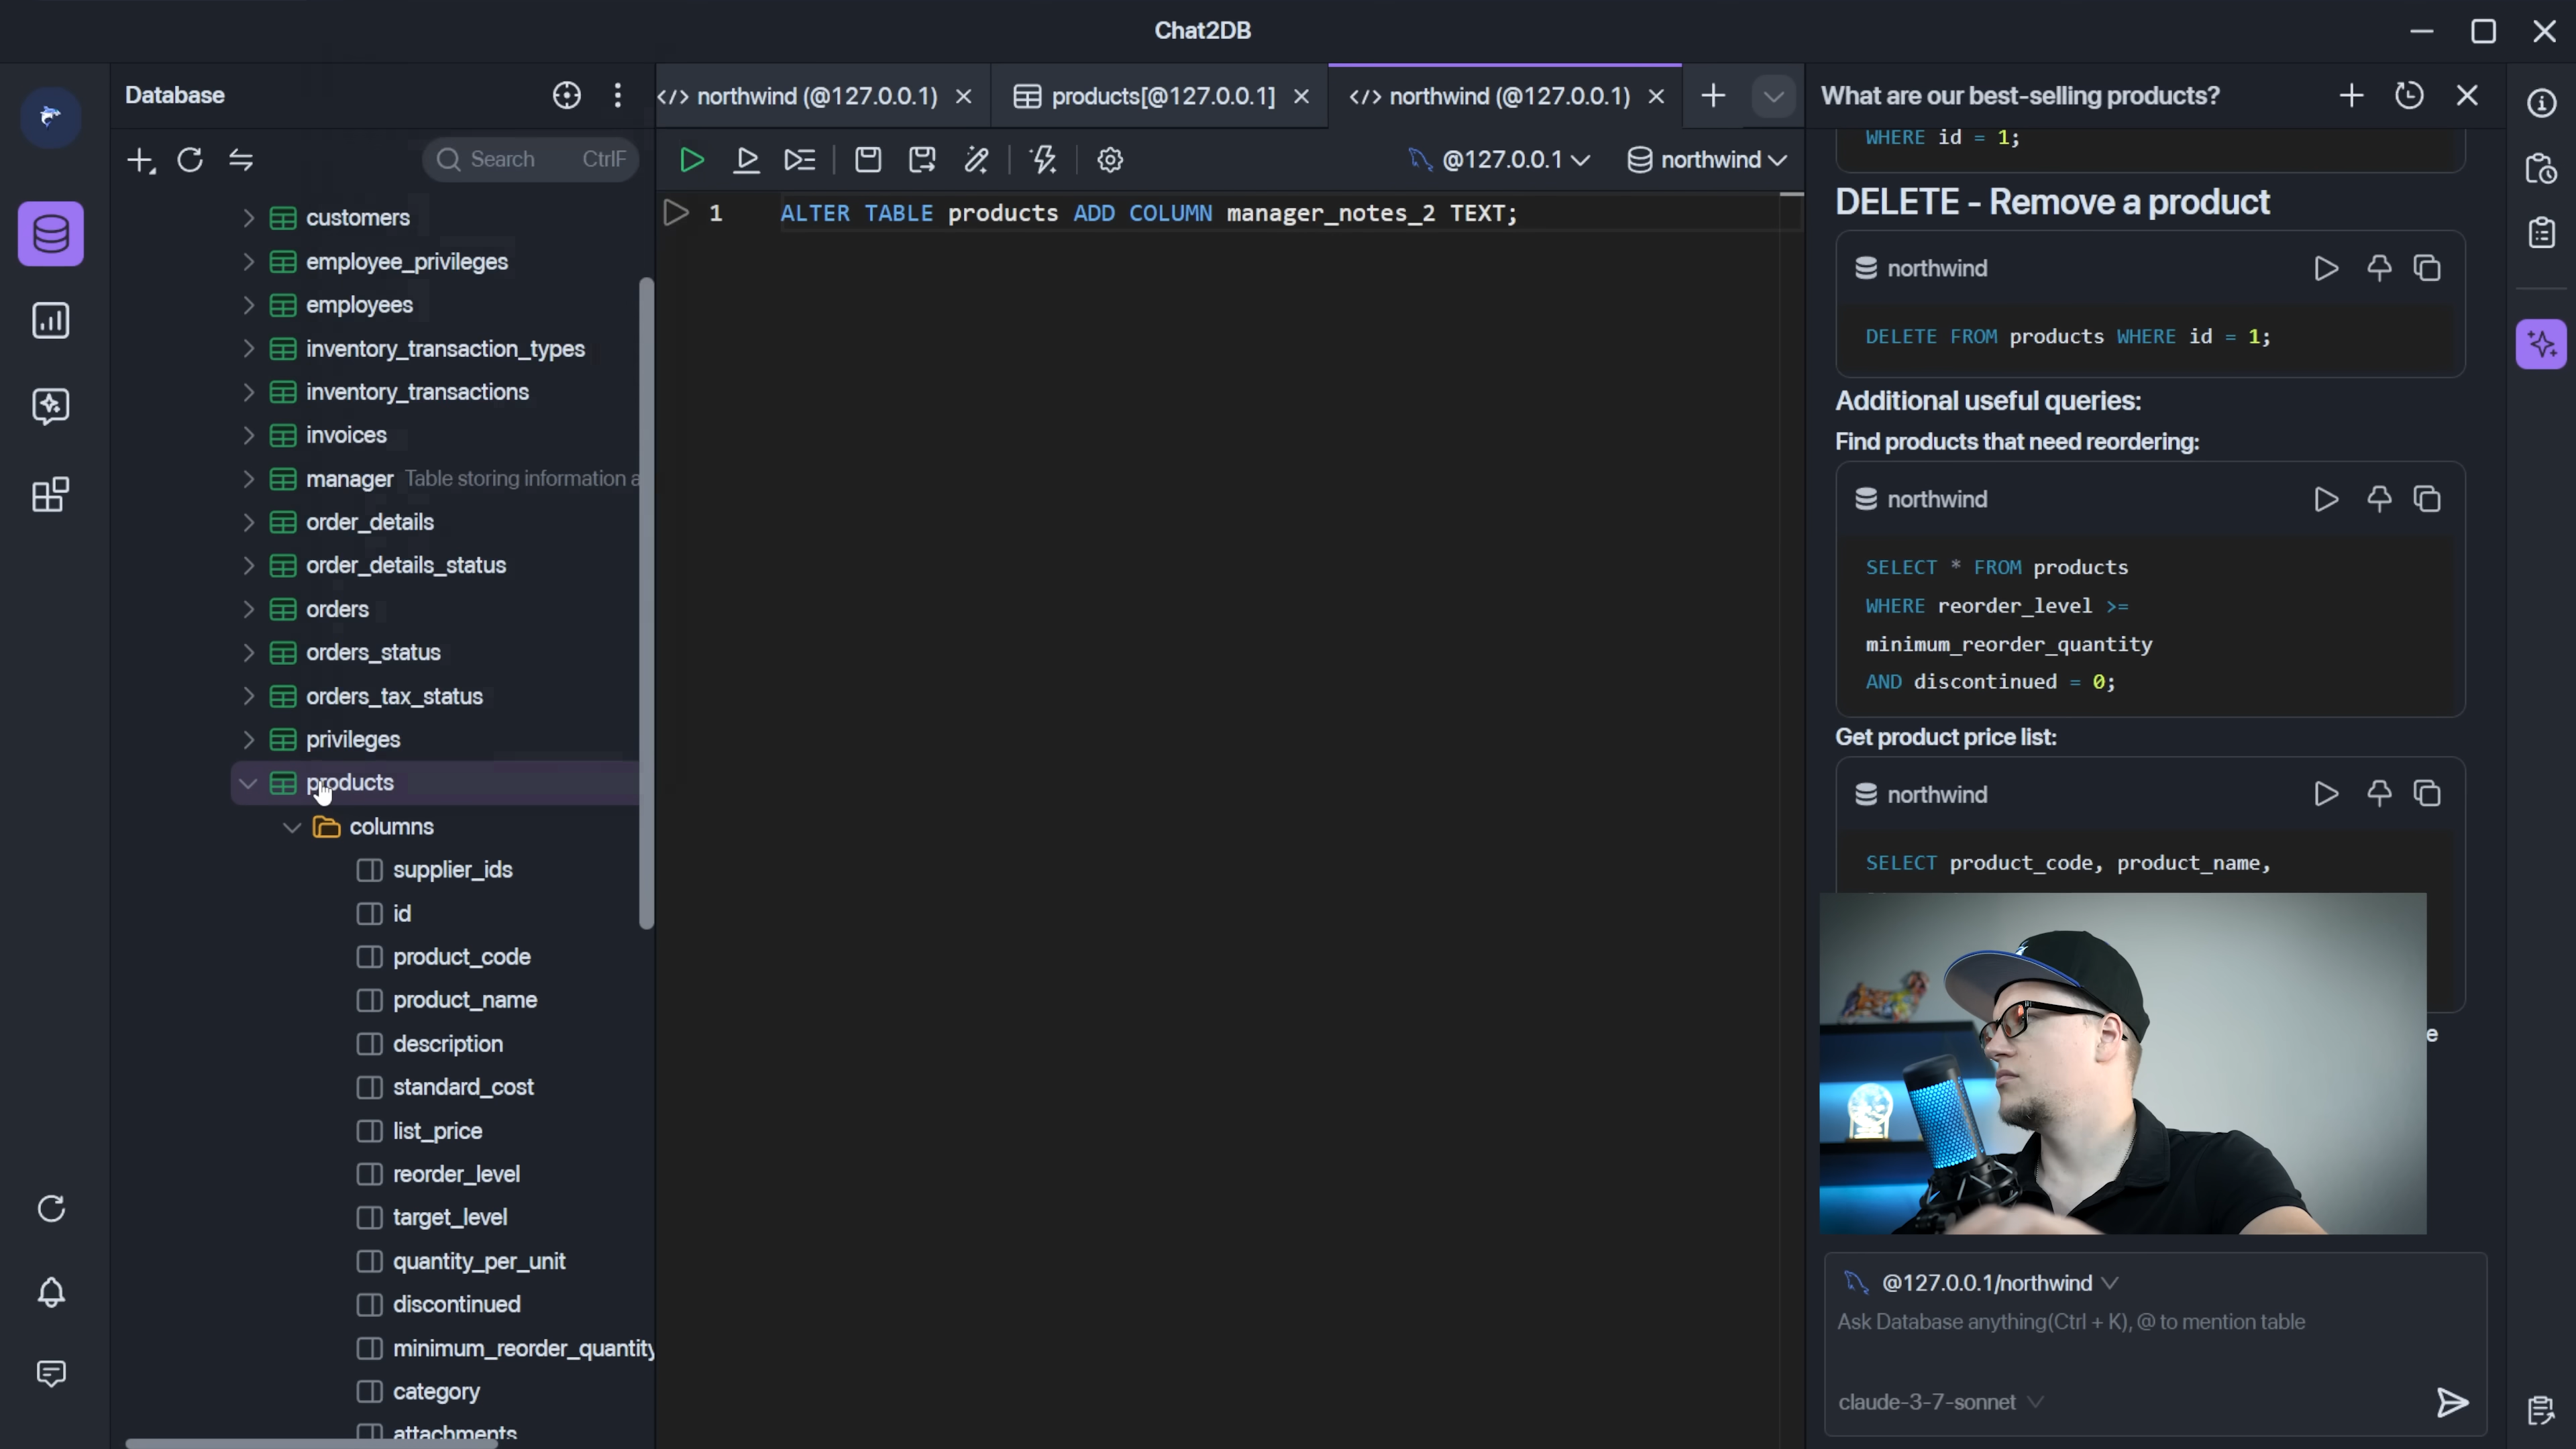 Chat2DB
Database
Search CtrlF
customers
employee_privileges
employees
inventory_transaction_types
inventory_transactions
invoices
manager Table storing information a
order_details
order_details_status
orders
orders_status
orders_tax_status
privileges
products
columns
supplier_ids
id
product_code
product_name
description
standard_cost
list_price
reorder_level
target_level
quantity_per_unit
discontinued
minimum_reorder_quantity
category
attachments
</> northwind (@127.0.0.1)
products[@127.0.0.1]
</> northwind (@127.0.0.1)
@127.0.0.1
northwind
1 ALTER TABLE products ADD COLUMN manager_notes_2 TEXT;
What are our best-selling products?
WHERE id = 1;
DELETE - Remove a product
northwind
DELETE FROM products WHERE id = 1;
Additional useful queries:
Find products that need reordering:
northwind
SELECT * FROM products
WHERE reorder_level >=
minimum_reorder_quantity
AND discontinued = 0;
Get product price list:
northwind
SELECT product_code, product_name,
e
@127.0.0.1/northwind
Ask Database anything(Ctrl + K), @ to mention table
claude-3-7-sonnet